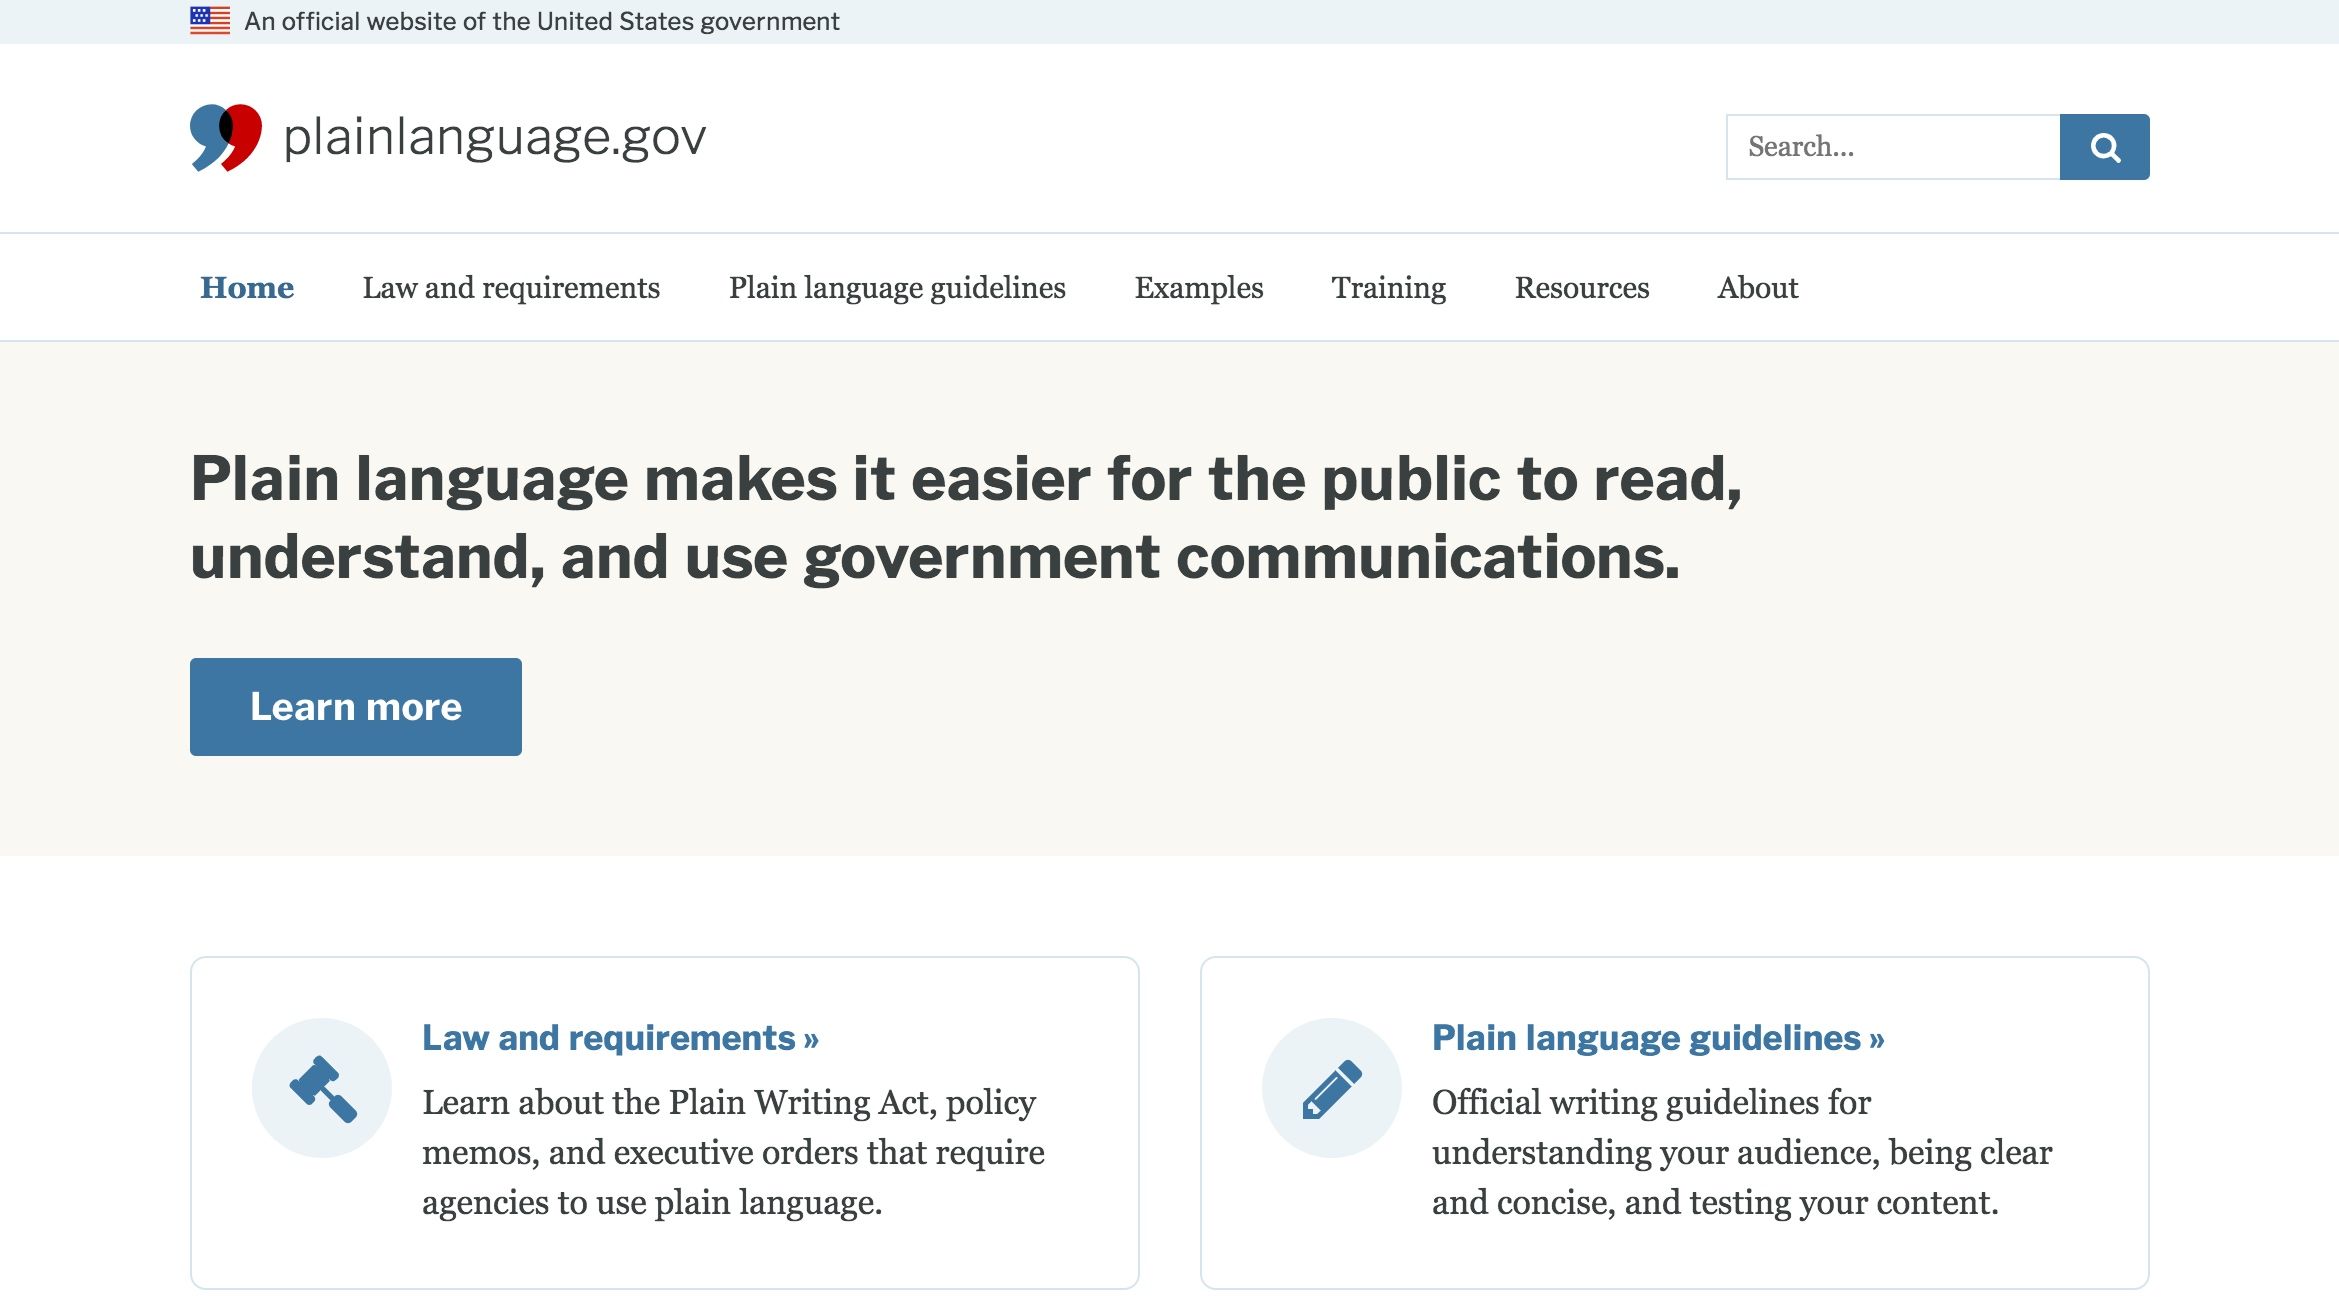 An official website of the United States government
plainlanguage.gov
Search...
Home
Law and requirements
Plain language guidelines
Examples
Training
Resources
About
Plain language makes it easier for the public to read,
understand, and use government communications.
Learn more
Law and requirements »
Learn about the Plain Writing Act, policy
memos, and executive orders that require
agencies to use plain language.
Plain language guidelines »
Official writing guidelines for
understanding your audience, being clear
and concise, and testing your content.